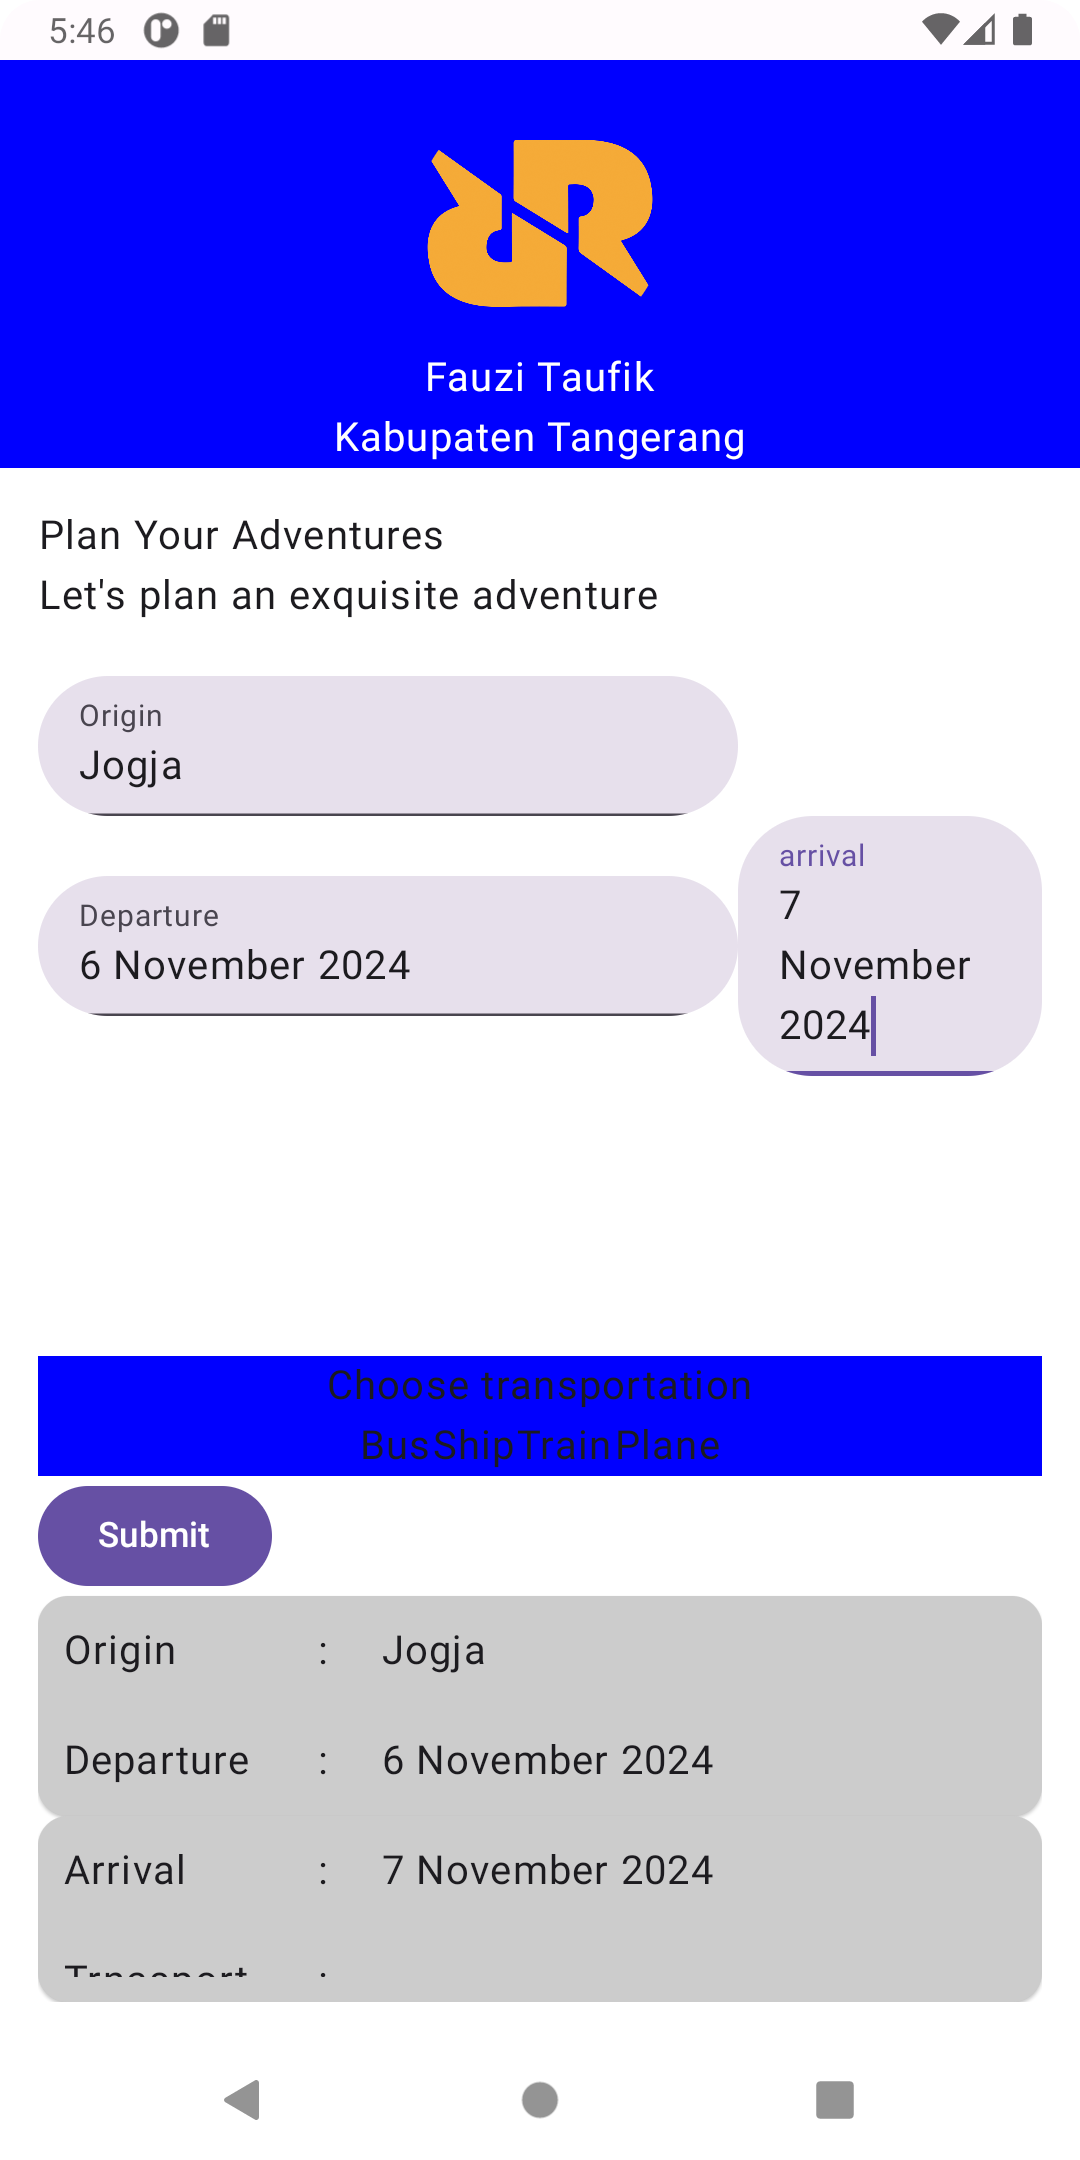 5:46
Fauzi Taufik
Kabupaten Tangerang
Plan Your Adventures
Let's plan an exquisite adventure
Origin
Jogja
Departure
6 November 2024
arrival
7
November
2024
Choose transportation
BusShipTrainPlane
Submit
Origin : Jogja
Departure : 6 November 2024
Arrival : 7 November 2024
: